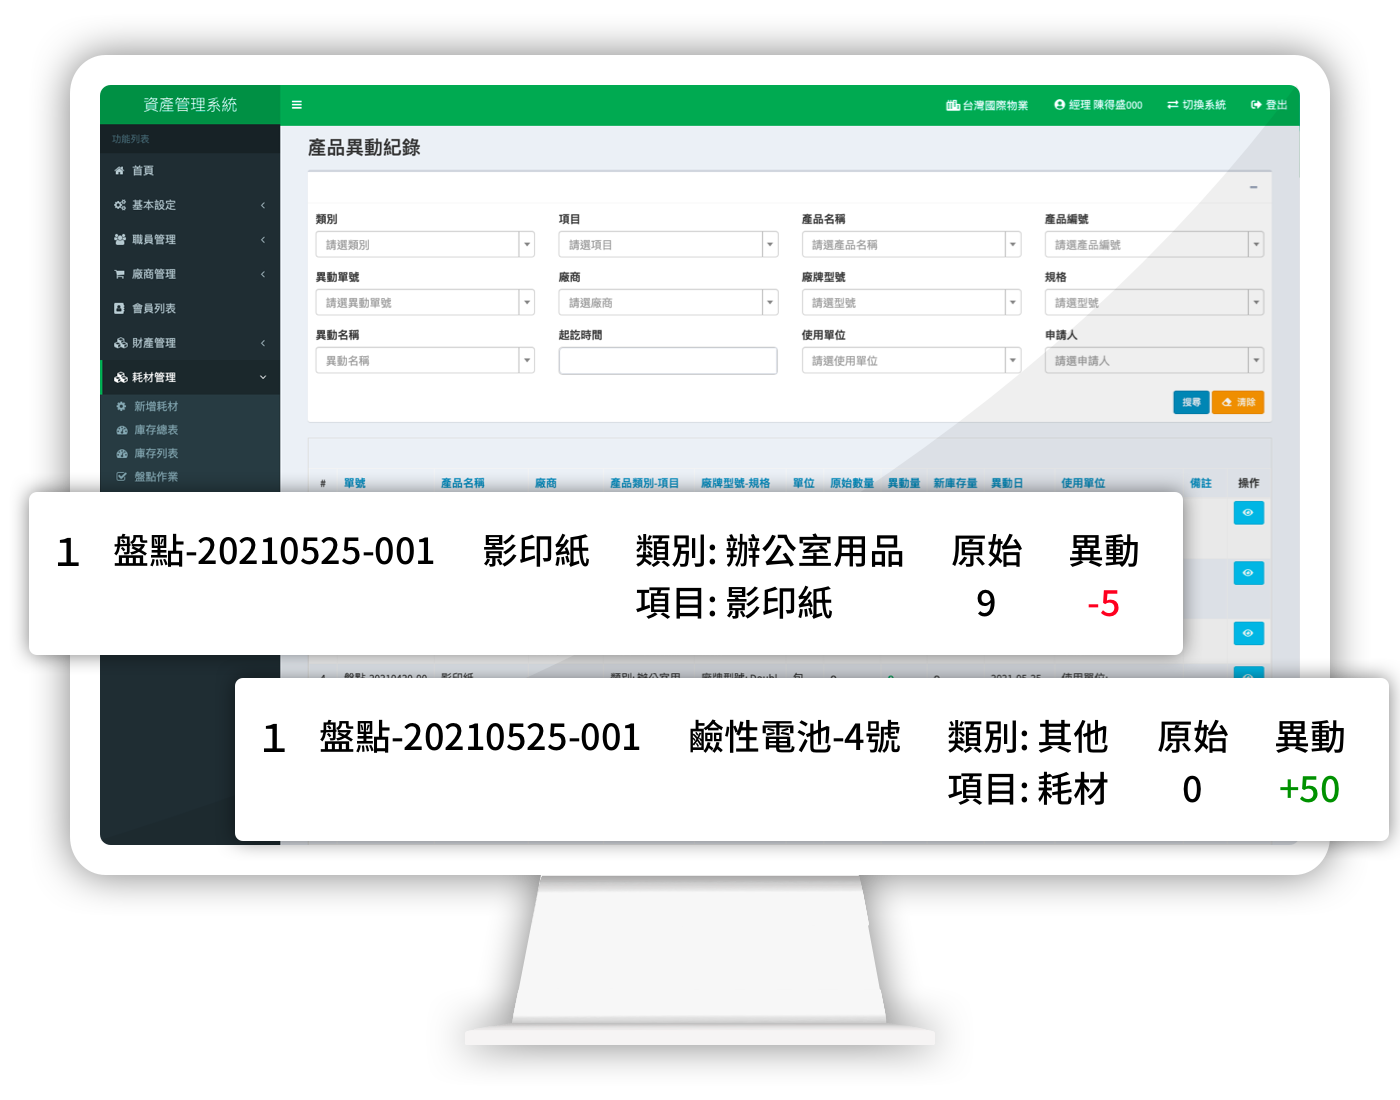 資產管理系統
台灣國際物業 經理 陳得盛000 切換系統 登出
功能列表
首頁
基本設定
職員管理
廠商管理
會員列表
財產管理
耗材管理
新增耗材
庫存總表
庫存列表
盤點作業
產品異動紀錄
類別 項目 產品名稱 產品編號
請選類別 請選項目 請選產品名稱 請選產品編號
異動單號 廠商 廠牌型號 規格
請選異動單號 請選廠商 請選型號 請選型號
異動名稱 起訖時間 使用單位 申請人
異動名稱 請選使用單位 請選申請人
搜尋 清除
# 單號 產品名稱 廠商 產品類別-項目 廠牌型號-規格 單位 原始數量 異動量 新庫存量 異動日 使用單位 備註 操作
1 盤點-20210525-001 影印紙 類別: 辦公室用品 原始 異動
項目: 影印紙 9 -5
1 盤點-20210525-001 鹼性電池-4號 類別: 其他 原始 異動
項目: 耗材 0 +50